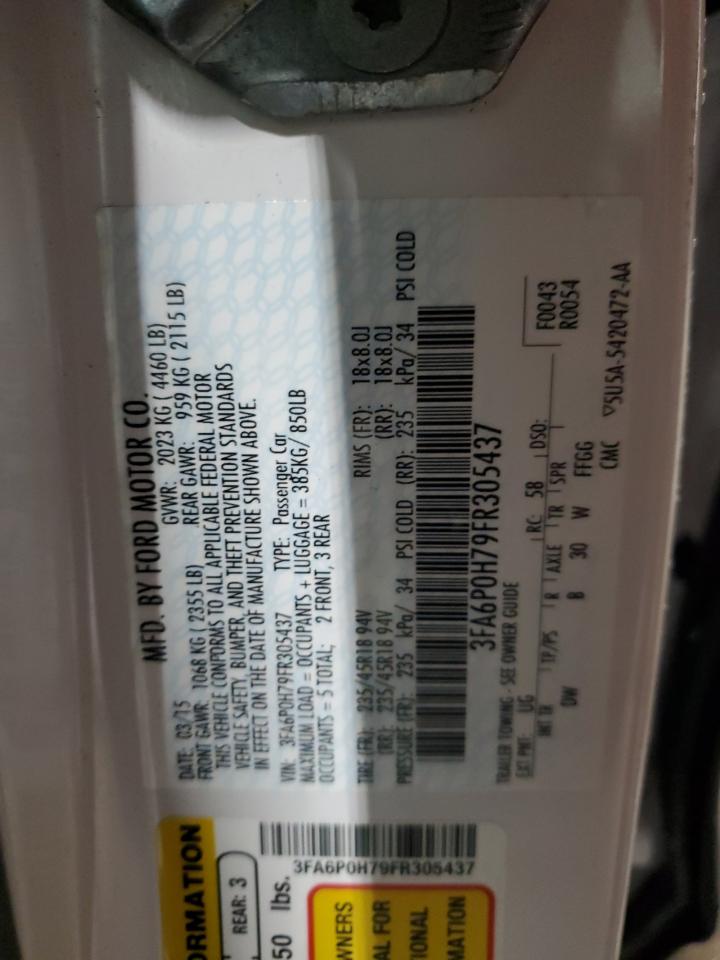 MFD. BY FORD MOTOR CO.
DATE: 03/15 GVWR: 2023 KG ( 4460 LB)
FRONT GAWR: 1068 KG ( 2355 LB) REAR GAWR: 959 KG ( 2115 LB)
THIS VEHICLE CONFORMS TO ALL APPLICABLE FEDERAL MOTOR
VEHICLE SAFETY, BUMPER, AND THEFT PREVENTION STANDARDS
IN EFFECT ON THE DATE OF MANUFACTURE SHOWN ABOVE.
VIN: 3FA6P0H79FR305437 TYPE: Passenger Car
MAXIMUM LOAD = OCCUPANTS + LUGGAGE = 385KG/ 850LB
OCCUPANTS = 5 TOTAL; 2 FRONT, 3 REAR
TIRE (FR): 235/45R18 94V RIMS (FR): 18x8.0J
(RR): 235/45R18 94V (RR): 18x8.0J
PRESSURE (FR): 235 kPa/ 34 PSI COLD (RR): 235 kPa/ 34 PSI COLD
3FA6P0H79FR305437
TRAILER TOWING - SEE OWNER GUIDE
EXT PNT: UG RC: 58 DSO: F0043
INT TR TP/PS R AXLE TR SPR R0054
DW B 30 W FFGG
CMC ▽5U5A-5420472-AA
ORMATION
REAR: 3
50 lbs.
3FA6P0H79FR305437
WNERS
AL FOR
TIONAL
MATION